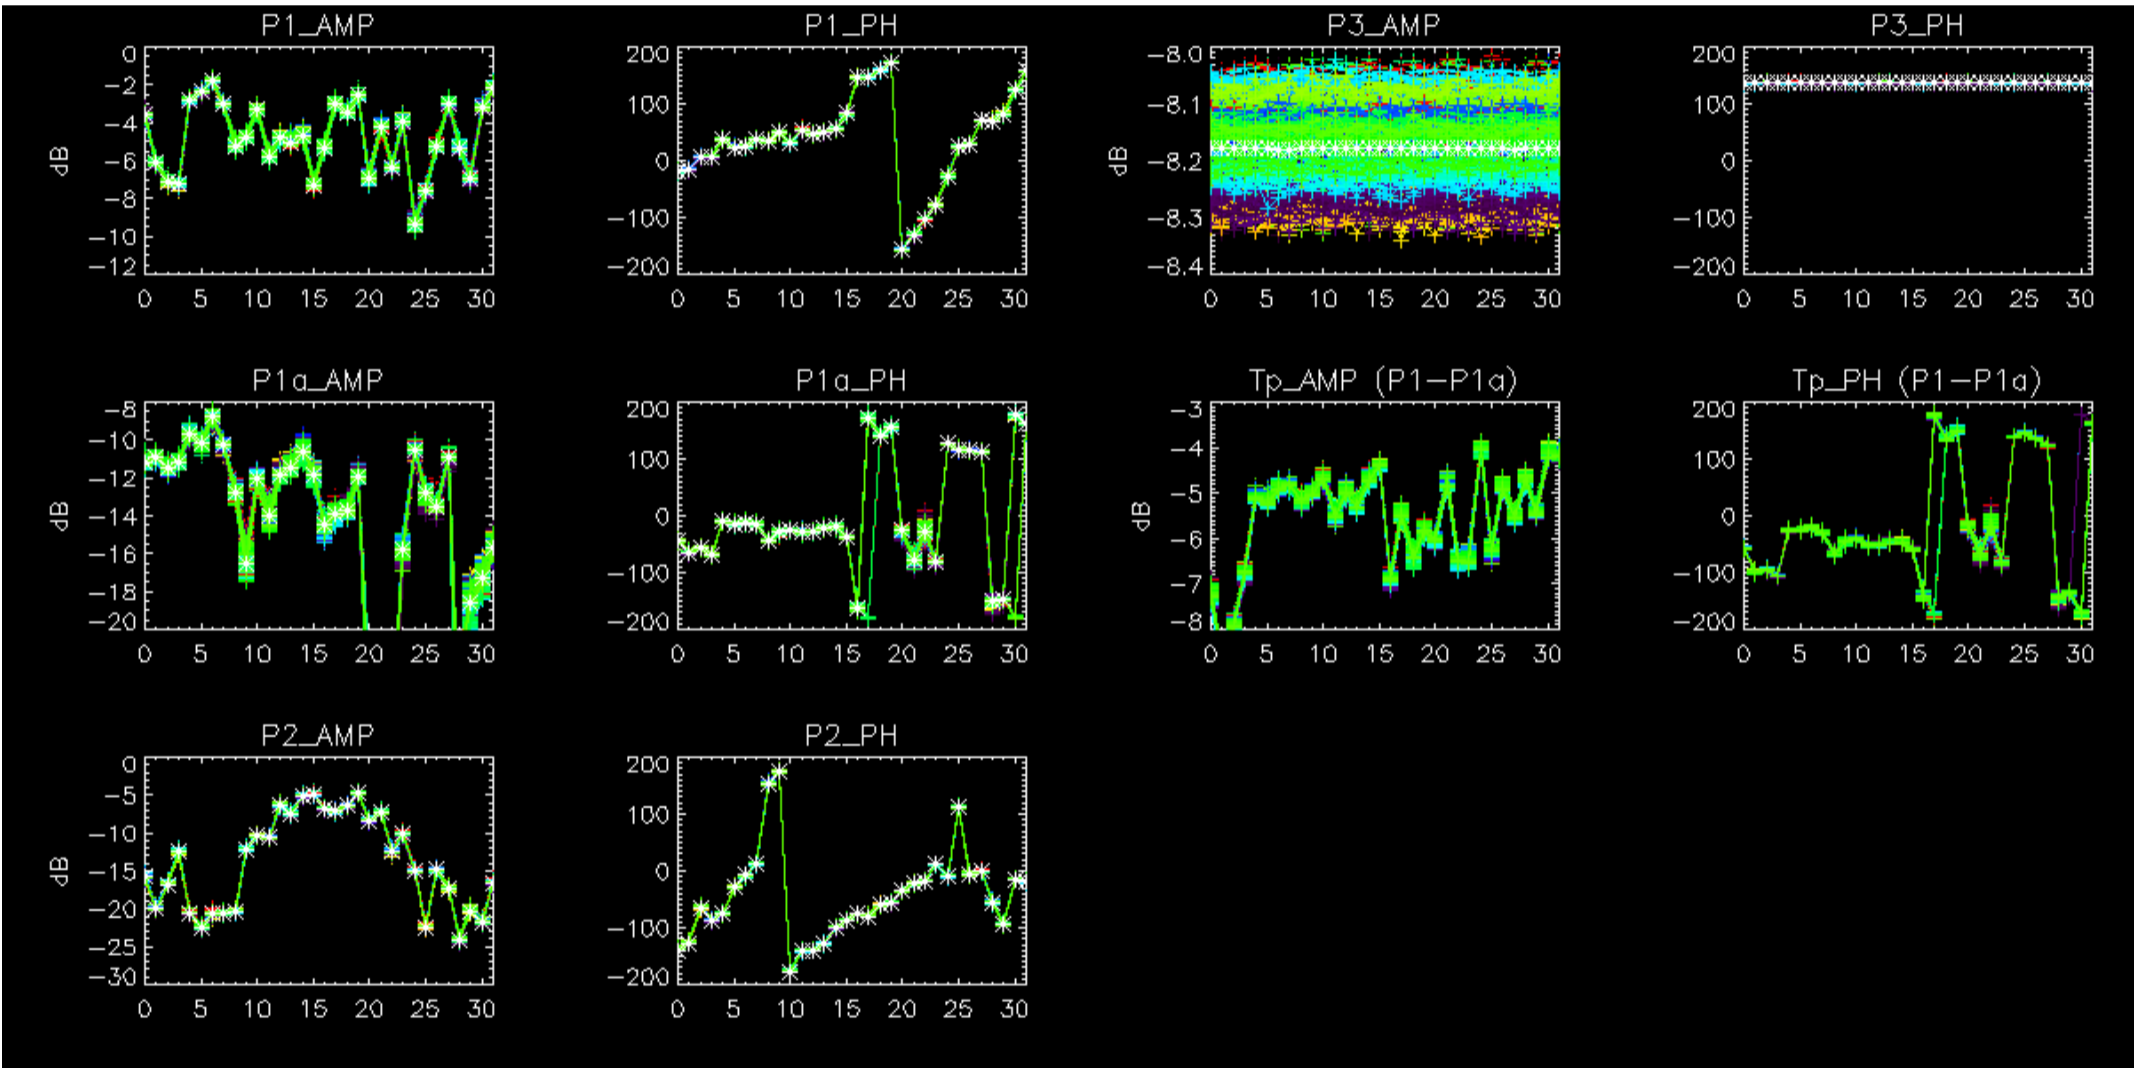 P1_AMP
P1_PH
P3_AMP
P3_PH
0
−2
−4
−6
−8
−10
−12
dB
0 5 10 15 20 25 30
200
100
0
−100
−200
0 5 10 15 20 25 30
−8.0
−8.1
−8.2
−8.3
−8.4
dB
0 5 10 15 20 25 30
200
100
0
−100
−200
0 5 10 15 20 25 30
P1a_AMP
P1a_PH
Tp_AMP (P1−P1a)
Tp_PH (P1−P1a)
−8
−10
−12
−14
−16
−18
−20
dB
0 5 10 15 20 25 30
200
100
0
−100
−200
0 5 10 15 20 25 30
−3
−4
−5
−6
−7
−8
dB
0 5 10 15 20 25 30
200
100
0
−100
−200
0 5 10 15 20 25 30
P2_AMP
P2_PH
0
−5
−10
−15
−20
−25
−30
dB
0 5 10 15 20 25 30
200
100
0
−100
−200
0 5 10 15 20 25 30